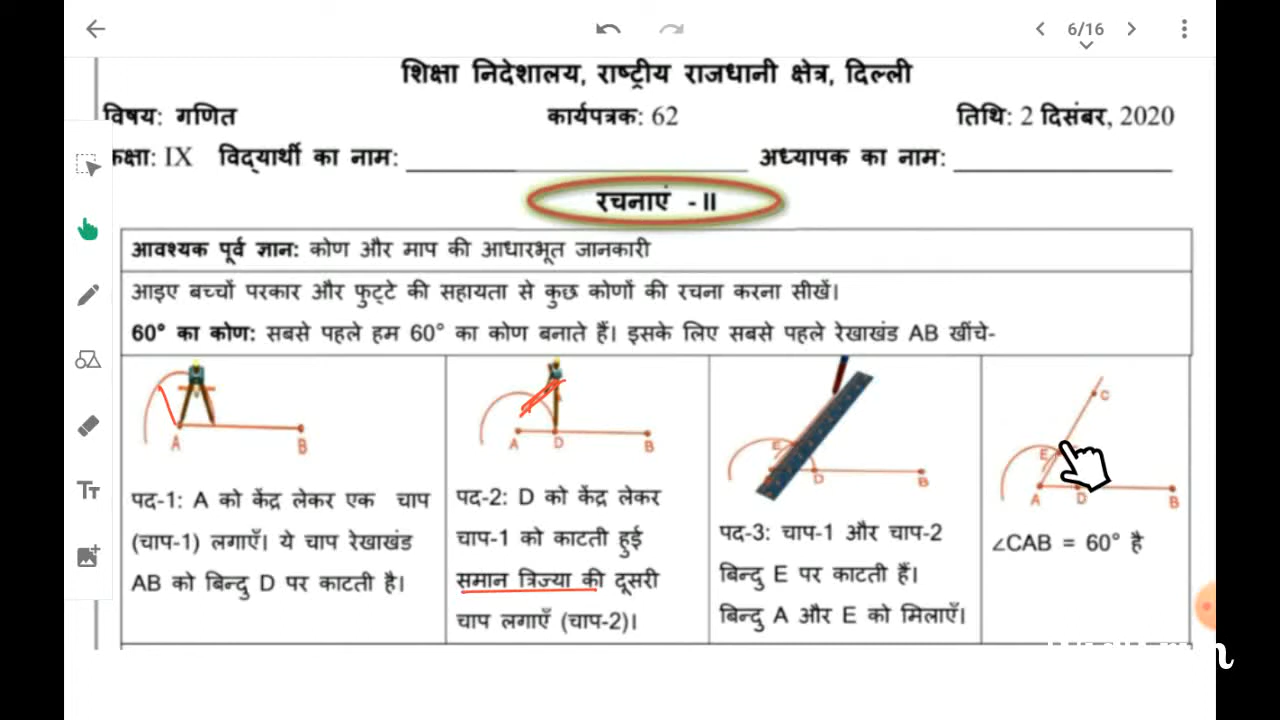 6/16
शिक्षा निदेशालय, राष्ट्रीय राजधानी क्षेत्र, दिल्ली
विषय: गणित कार्यपत्रक: 62 तिथि: 2 दिसंबर, 2020
कक्षा: IX विद्यार्थी का नाम: अध्यापक का नाम:
रचनाएं - II
आवश्यक पूर्व ज्ञान: कोण और माप की आधारभूत जानकारी
आइए बच्चों परकार और फुट्टे की सहायता से कुछ कोणों की रचना करना सीखें।
60° का कोण: सबसे पहले हम 60° का कोण बनाते हैं। इसके लिए सबसे पहले रेखाखंड AB खींचे-
A B
पद-1: A को केंद्र लेकर एक चाप
(चाप-1) लगाएँ। ये चाप रेखाखंड
AB को बिन्दु D पर काटती है।
A D B
पद-2: D को केंद्र लेकर
चाप-1 को काटती हुई
समान त्रिज्या की दूसरी
चाप लगाएँ (चाप-2)।
E D B
पद-3: चाप-1 और चाप-2
बिन्दु E पर काटती हैं।
बिन्दु A और E को मिलाएँ।
C
E
A D B
∠CAB = 60° है
Tт